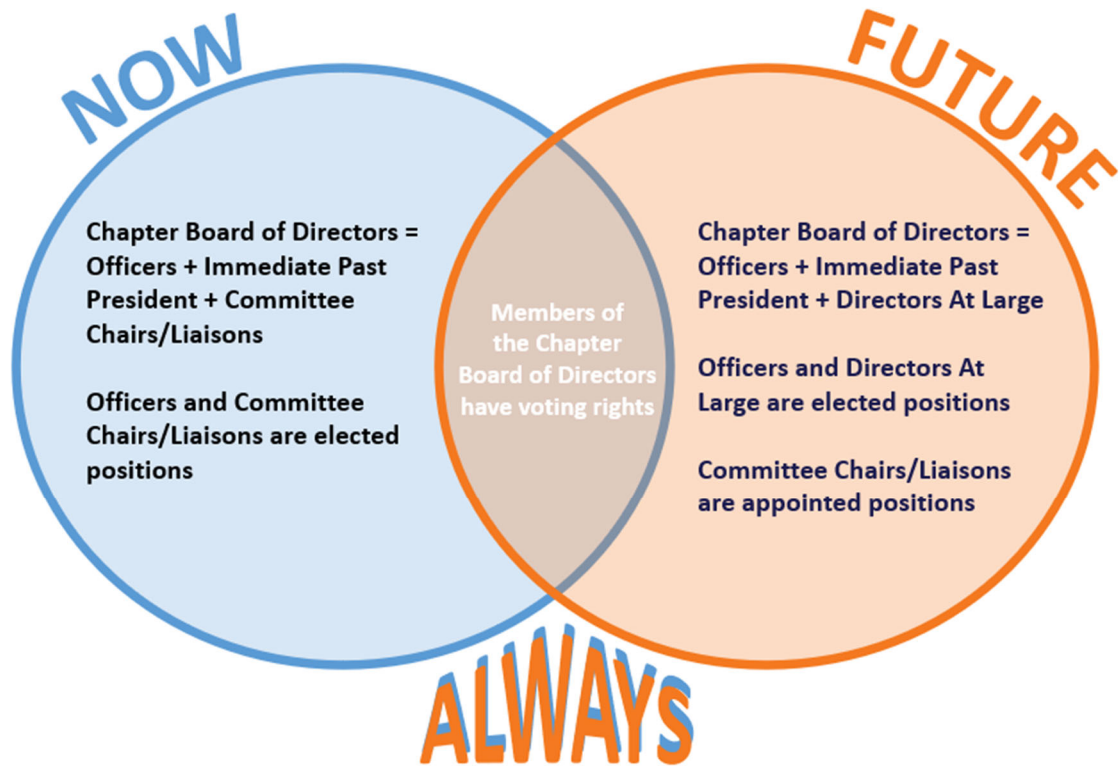 NOW
Chapter Board of Directors =
Officers + Immediate Past
President + Committee
Chairs/Liaisons
Officers and Committee
Chairs/Liaisons are elected
positions
Members of
the Chapter
Board of Directors
have voting rights
FUTURE
Chapter Board of Directors =
Officers + Immediate Past
President + Directors At Large
Officers and Directors At
Large are elected positions
Committee Chairs/Liaisons
are appointed positions
ALWAYS